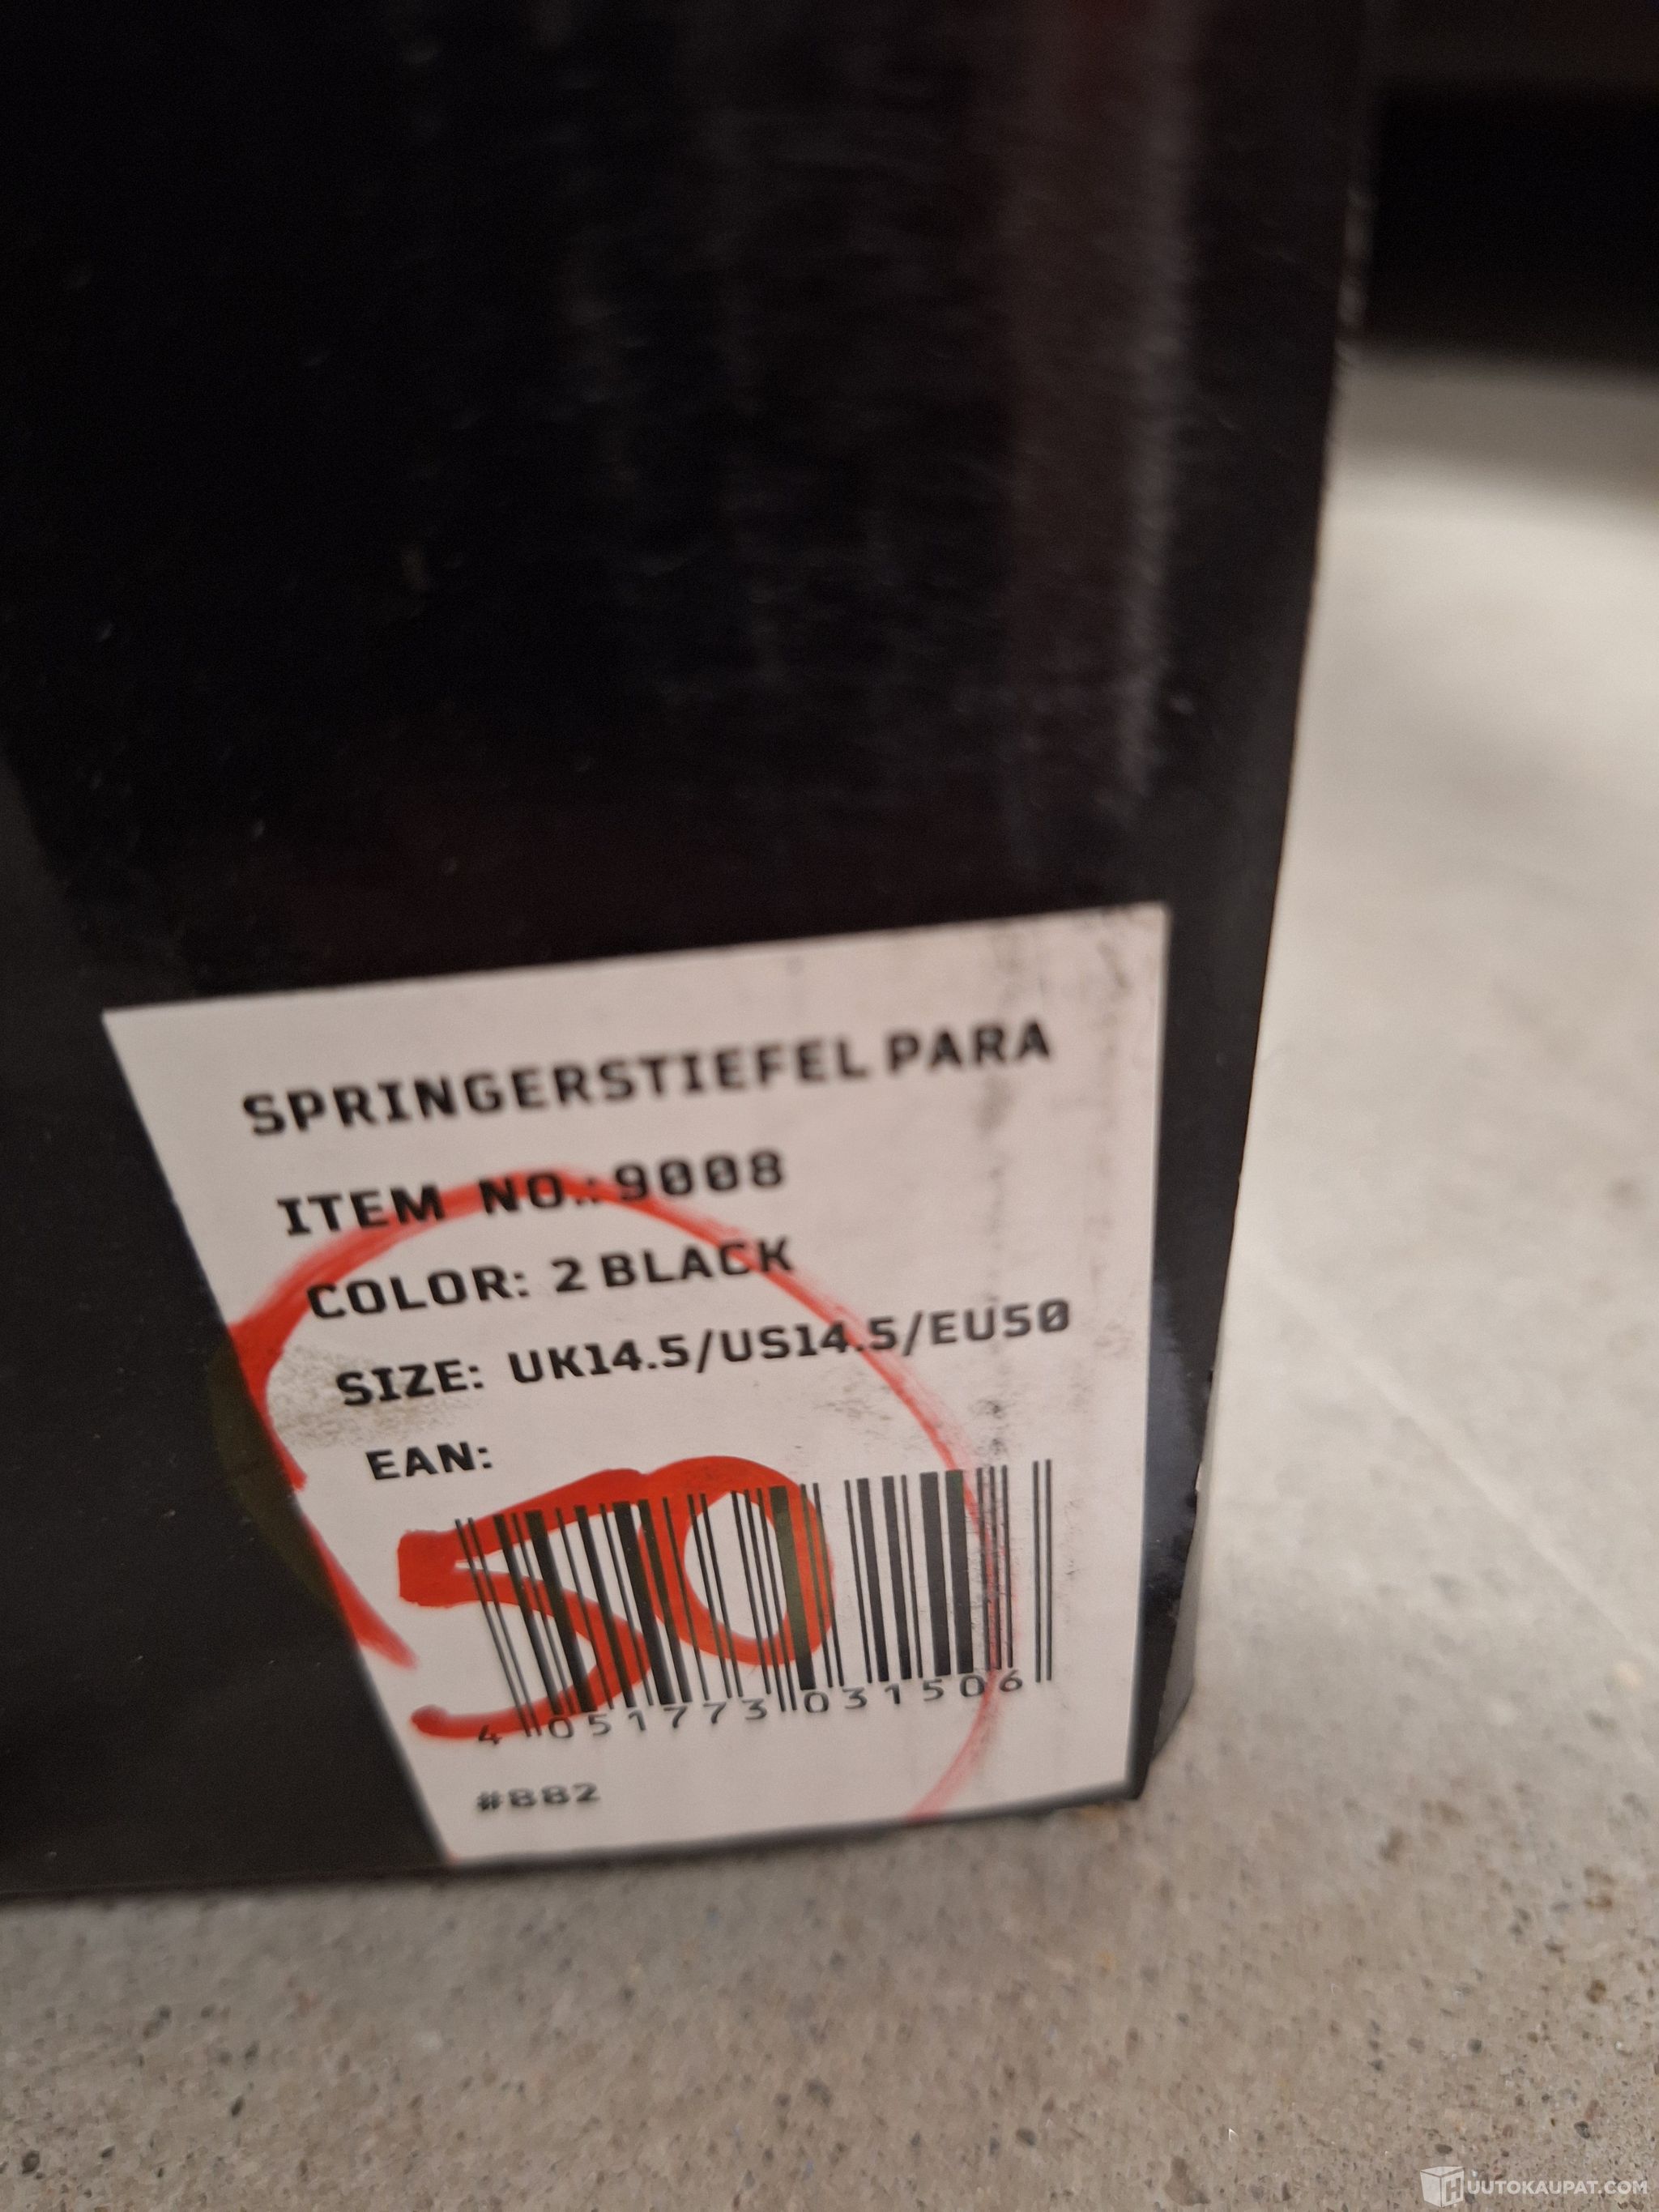 SPRINGERSTIEFEL PARA
ITEM NO.: 9008
COLOR: 2 BLACK
SIZE: UK14.5/US14.5/EU50
EAN:
50
4 051773 031506
#882
HUUTOKAUPAT.COM